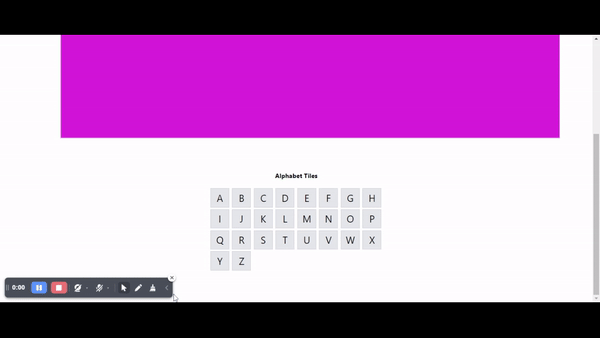 Alphabet Tiles
A B C D E F G H
I J K L M N O P
Q R S T U V W X
Y Z
0:00